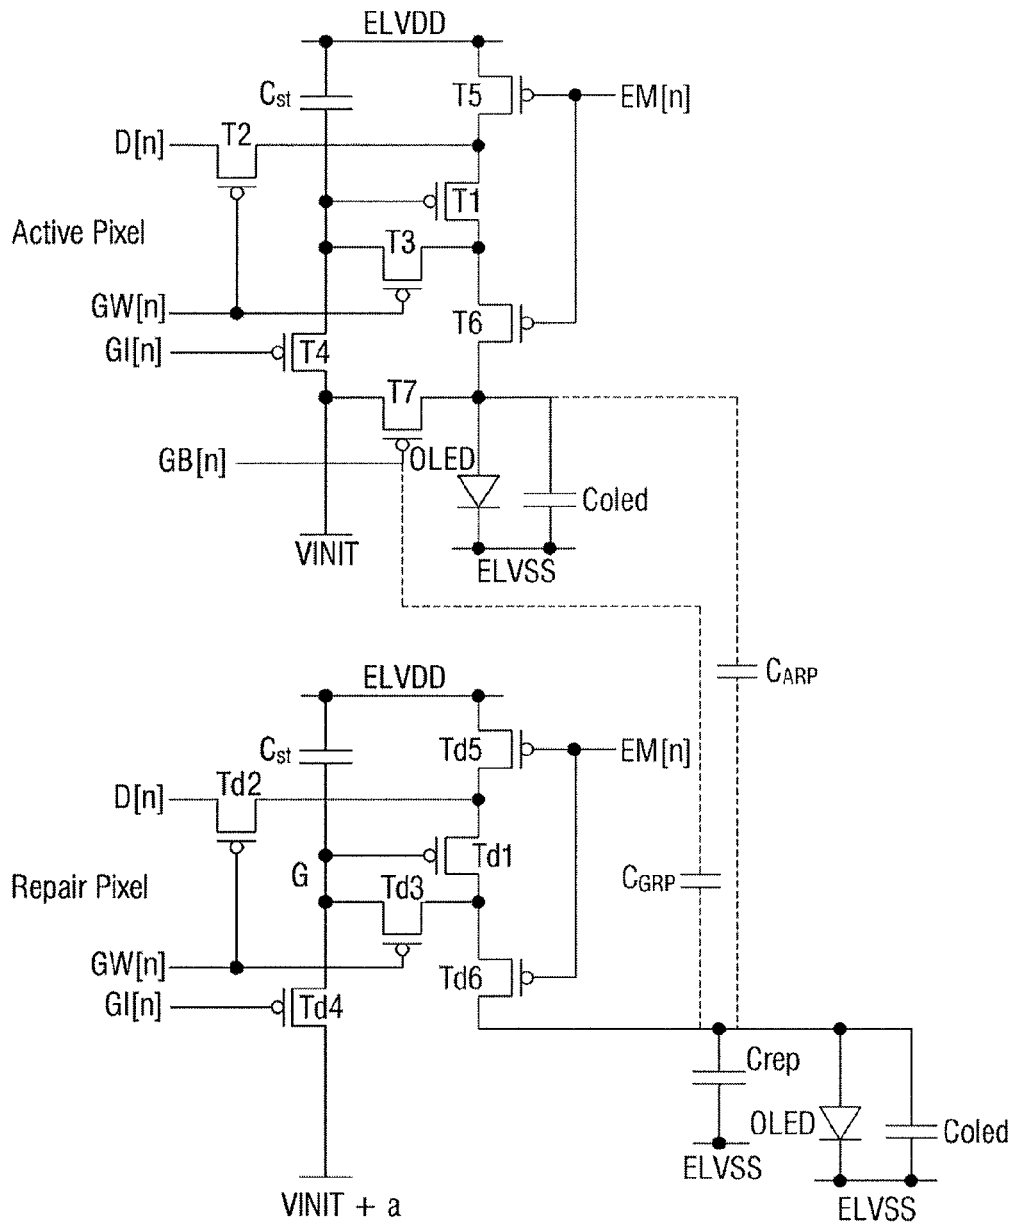 ELVDD
Cst
T5
EM[n]
D[n]
T2
T1
Active Pixel
T3
GW[n]
T6
GI[n]
T4
T7
GB[n]
OLED
Coled
VINIT
ELVSS
CARP
ELVDD
Cst
Td5
EM[n]
D[n]
Td2
Td1
G
CGRP
Repair Pixel
Td3
GW[n]
Td6
GI[n]
Td4
Crep
OLED
Coled
ELVSS
VINIT + a
ELVSS